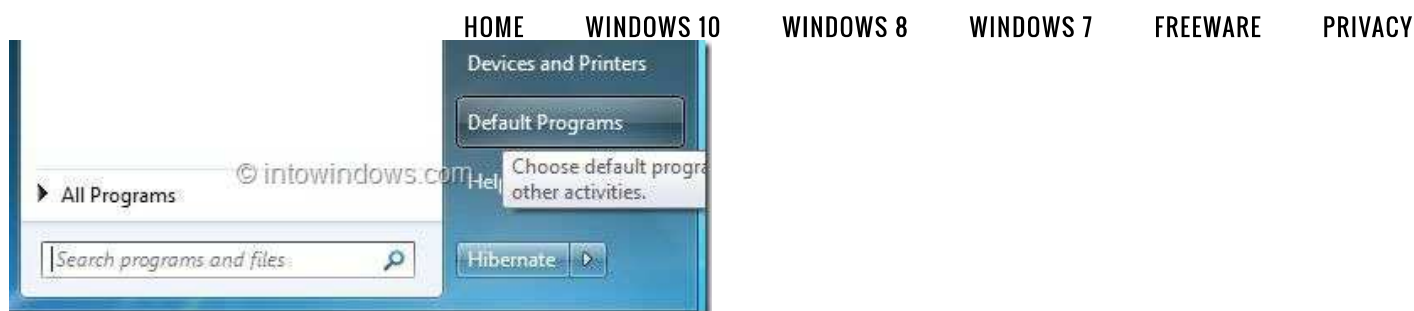 HOME WINDOWS 10 WINDOWS 8 WINDOWS 7 FREEWARE PRIVACY
Devices and Printers
Default Programs
Choose default
other activities.
© intowindows.com
All Programs
Search programs and files
Hibernate